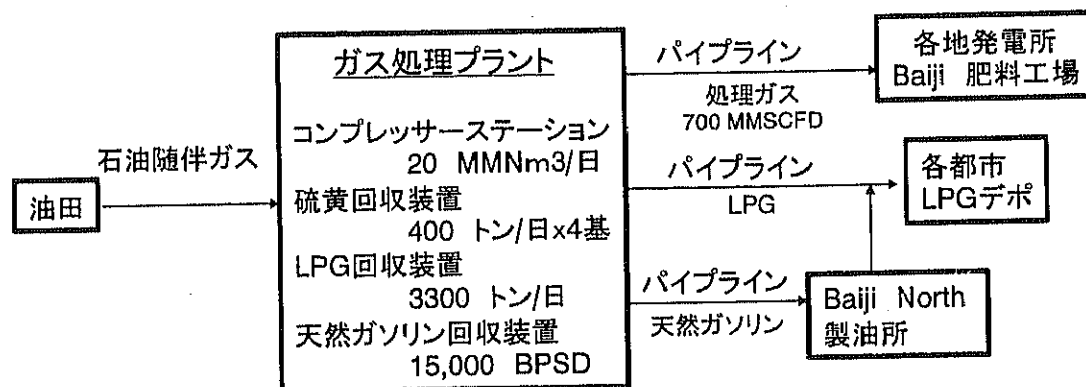 油田
石油随伴ガス
ガス処理プラント
コンプレッサーステーション
20 MMNm3/日
硫黄回収装置
400 トン/日x4基
LPG回収装置
3300 トン/日
天然ガソリン回収装置
15,000 BPSD
パイプライン
処理ガス
700 MMSCFD
各地発電所
Baiji 肥料工場
パイプライン
LPG
各都市
LPGデポ
パイプライン
天然ガソリン
Baiji North
製油所